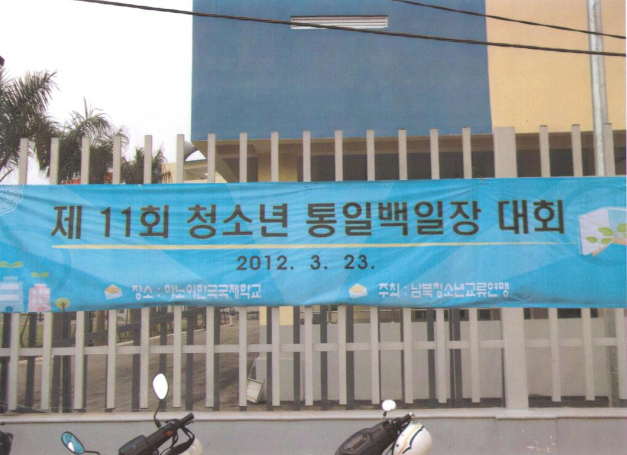 제 11회 청소년 통일백일장 대회
2012. 3. 23.
장소 : 하노이한국국제학교
주최 : 남북청소년교류연맹